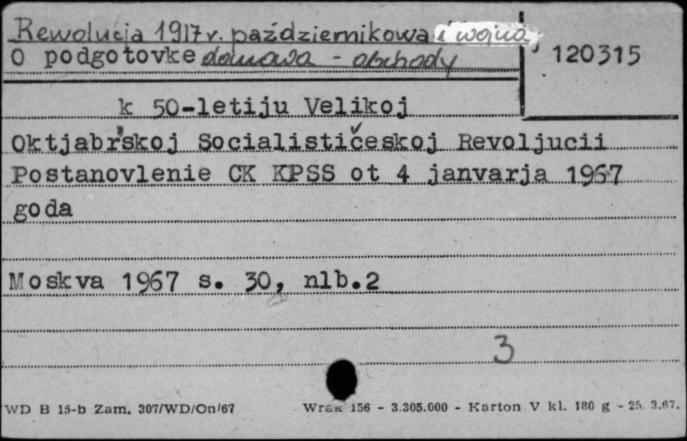 Rewolucja 1917 r. październikowa i wojna
O podgotovke domowa - obchody
120315
k 50-letiju Velikoj
Oktjabr'skoj Socialističeskoj Revoljucii
Postanovlenie CK KPSS ot 4 janvarja 1967
goda
Moskva 1967 s. 30, nlb.2
3
WD B 15-b Zam. 307/WD/On/67 Wrak 156 - 3.305.000 - Karton V kl. 180 g - 25. 3.67.